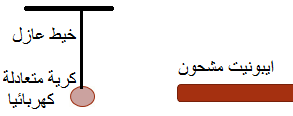 خيط عازل
ايبونيت مشحون
كرية متعادلة
كهربائيا